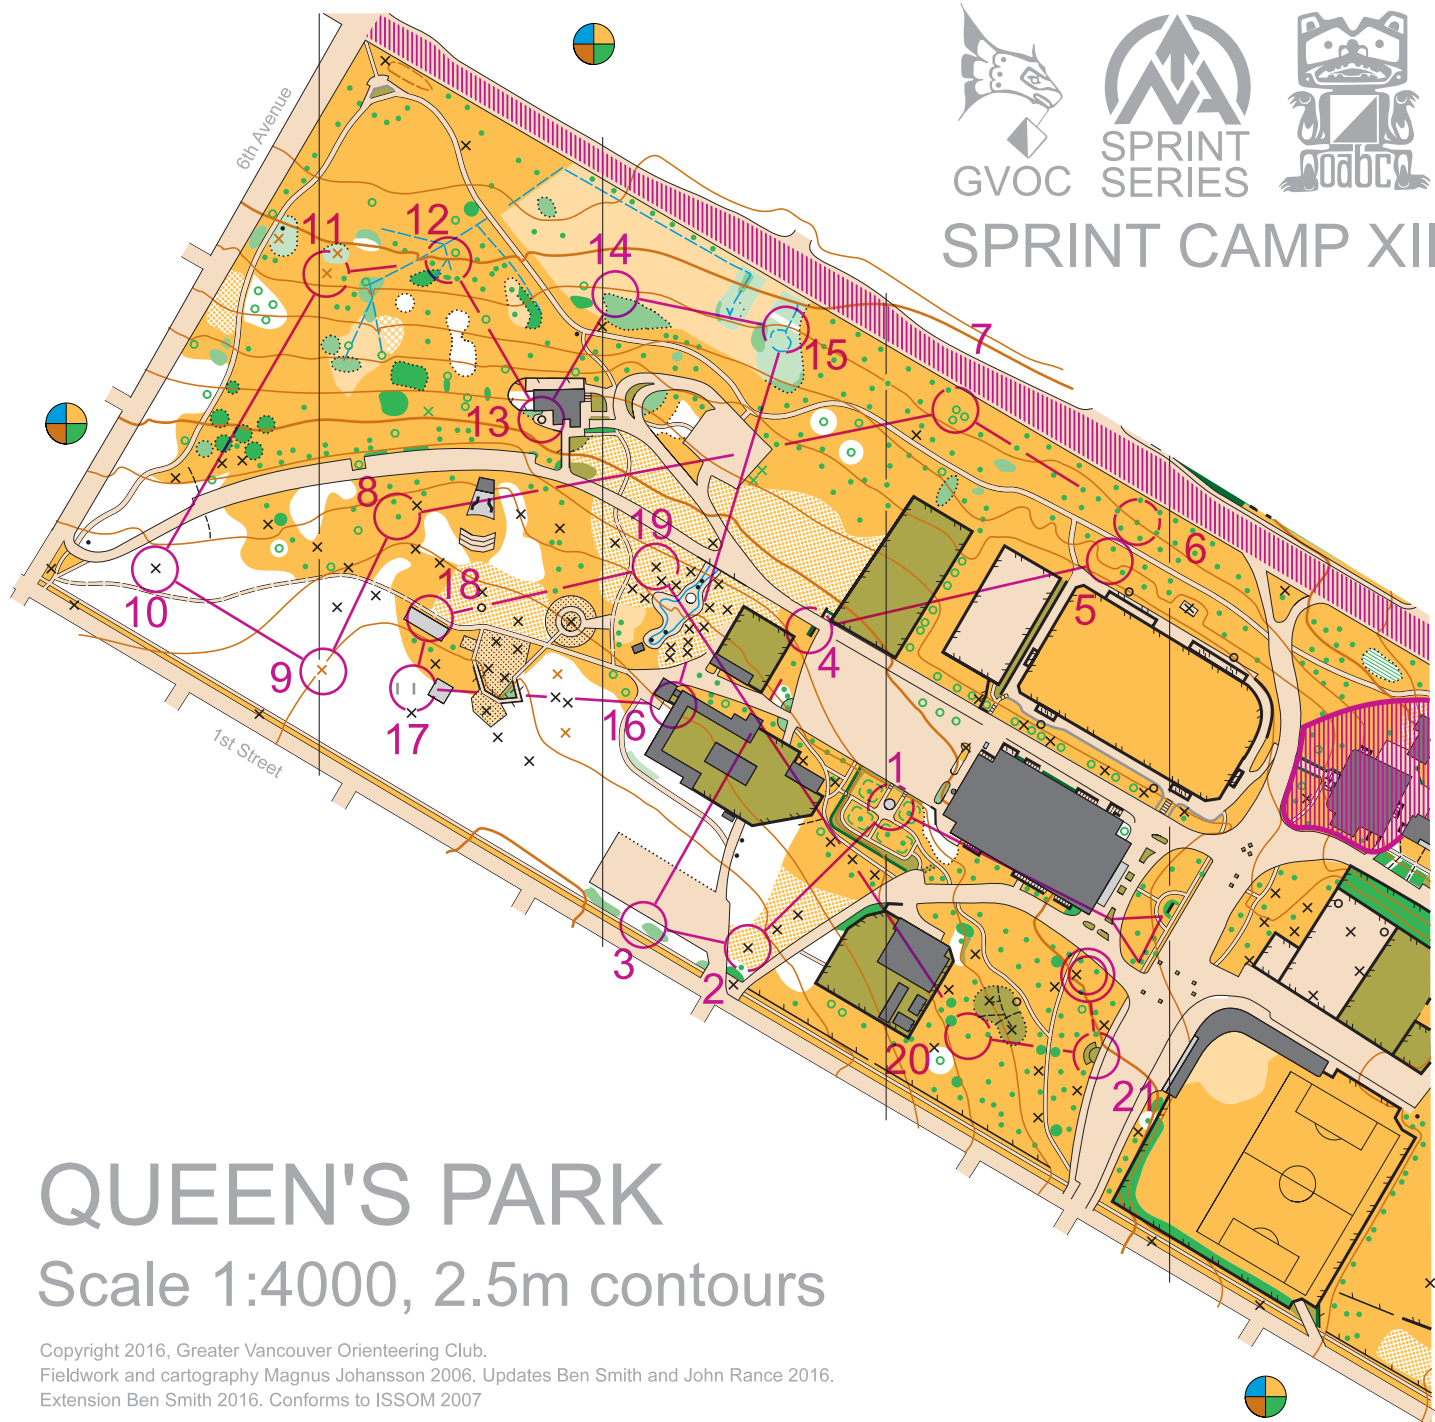 GVOC
SPRINT
SERIES
oabc
SPRINT CAMP XII
6th Avenue
11
12
14
15
7
13
8
19
6
10
18
5
9
4
17
16
1st Street
1
3
2
20
21
QUEEN'S PARK
Scale 1:4000, 2.5m contours
Copyright 2016, Greater Vancouver Orienteering Club.
Fieldwork and cartography Magnus Johansson 2006. Updates Ben Smith and John Rance 2016.
Extension Ben Smith 2016. Conforms to ISSOM 2007